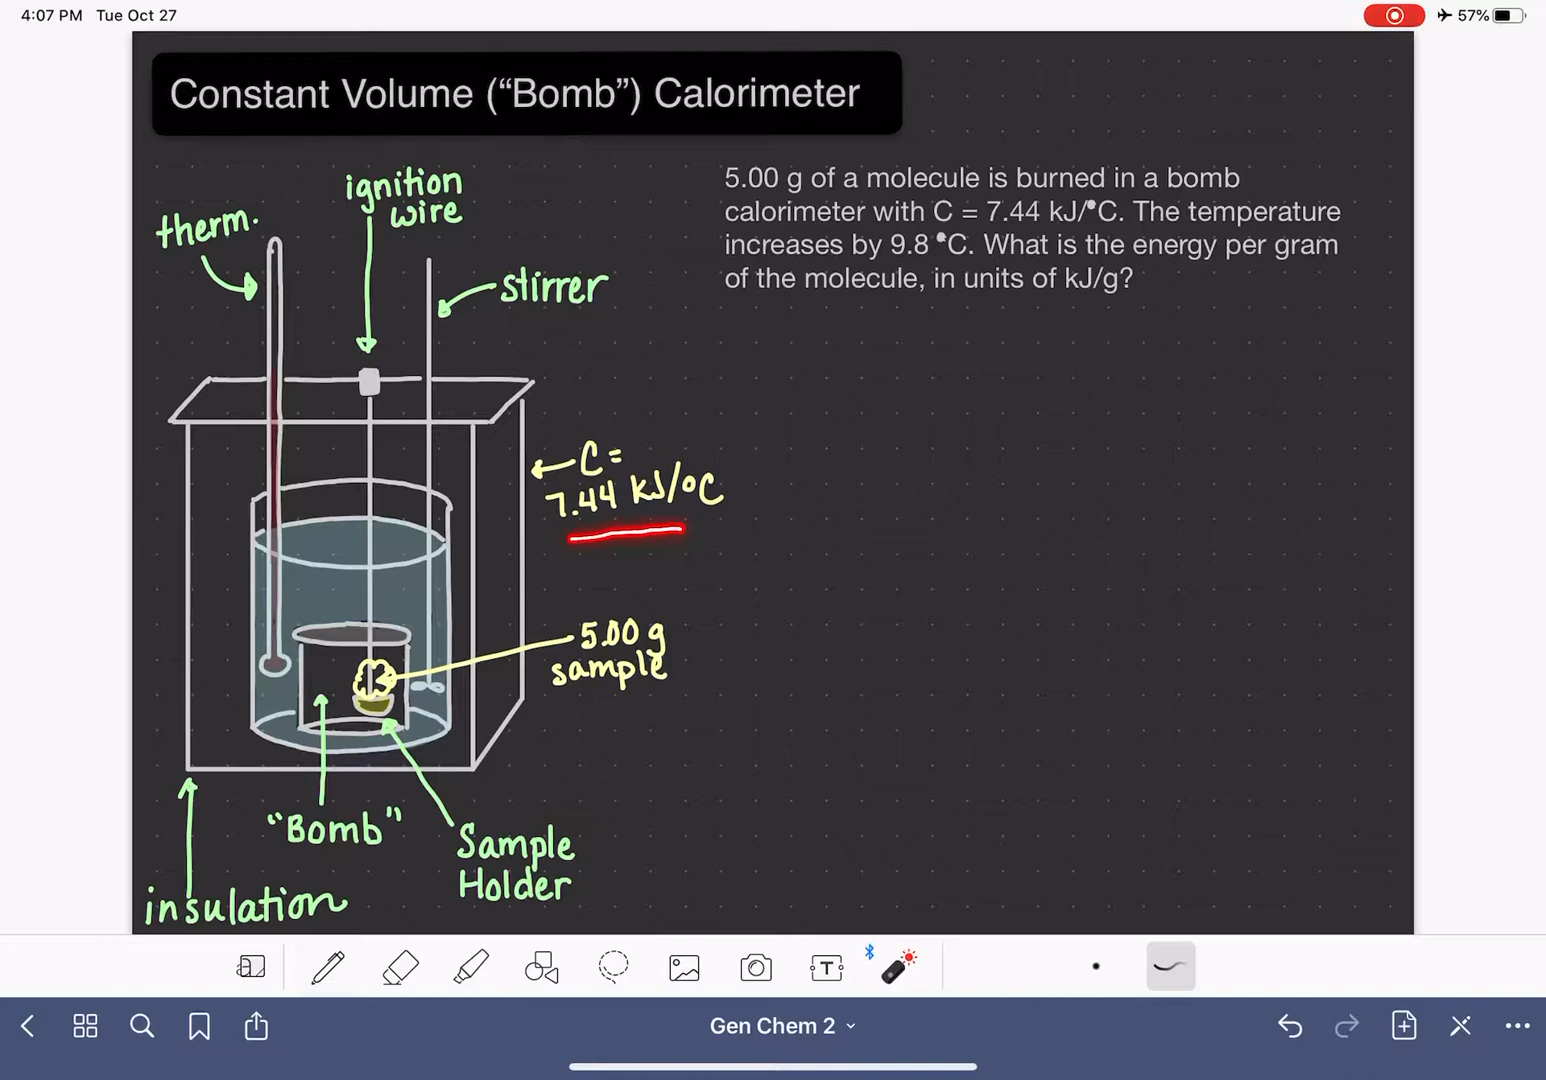 4:07 PM Tue Oct 27
57%
Constant Volume (“Bomb”) Calorimeter
5.00 g of a molecule is burned in a bomb
calorimeter with C = 7.44 kJ/°C. The temperature
increases by 9.8 °C. What is the energy per gram
of the molecule, in units of kJ/g?
ignition
wire
therm.
stirrer
C =
7.44 kJ/°C
5.00 g
sample
"Bomb"
Sample
Holder
insulation
T
Gen Chem 2